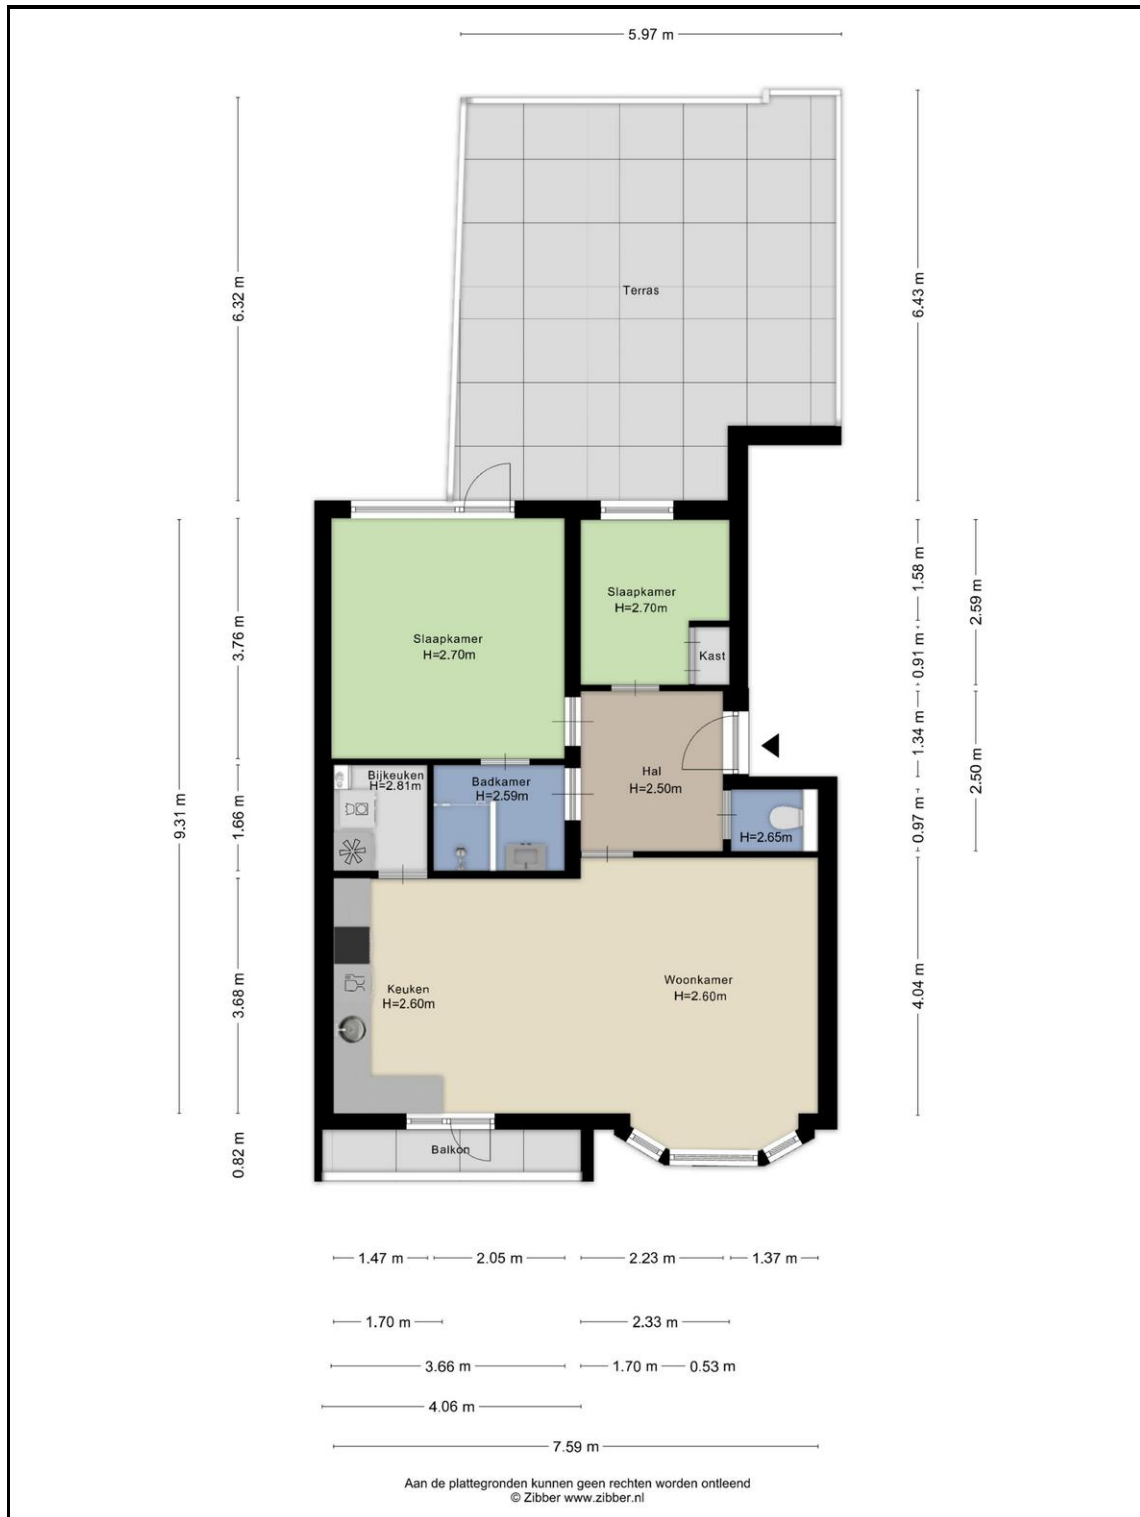 5.97 m
6.32 m
6.43 m
Terras
Slaapkamer
H=2.70m
Slaapkamer
H=2.70m
Kast
1.58 m
2.59 m
3.76 m
0.91 m
1.34 m
2.50 m
Hal
H=2.50m
Bijkeuken
H=2.81m
Badkamer
H=2.59m
H=2.65m
0.97 m
9.31 m
1.66 m
Keuken
H=2.60m
Woonkamer
H=2.60m
3.68 m
4.04 m
Balkon
0.82 m
1.47 m
2.05 m
2.23 m
1.37 m
1.70 m
2.33 m
3.66 m
1.70 m
0.53 m
4.06 m
7.59 m
Aan de plattegronden kunnen geen rechten worden ontleend
© Zibber www.zibber.nl